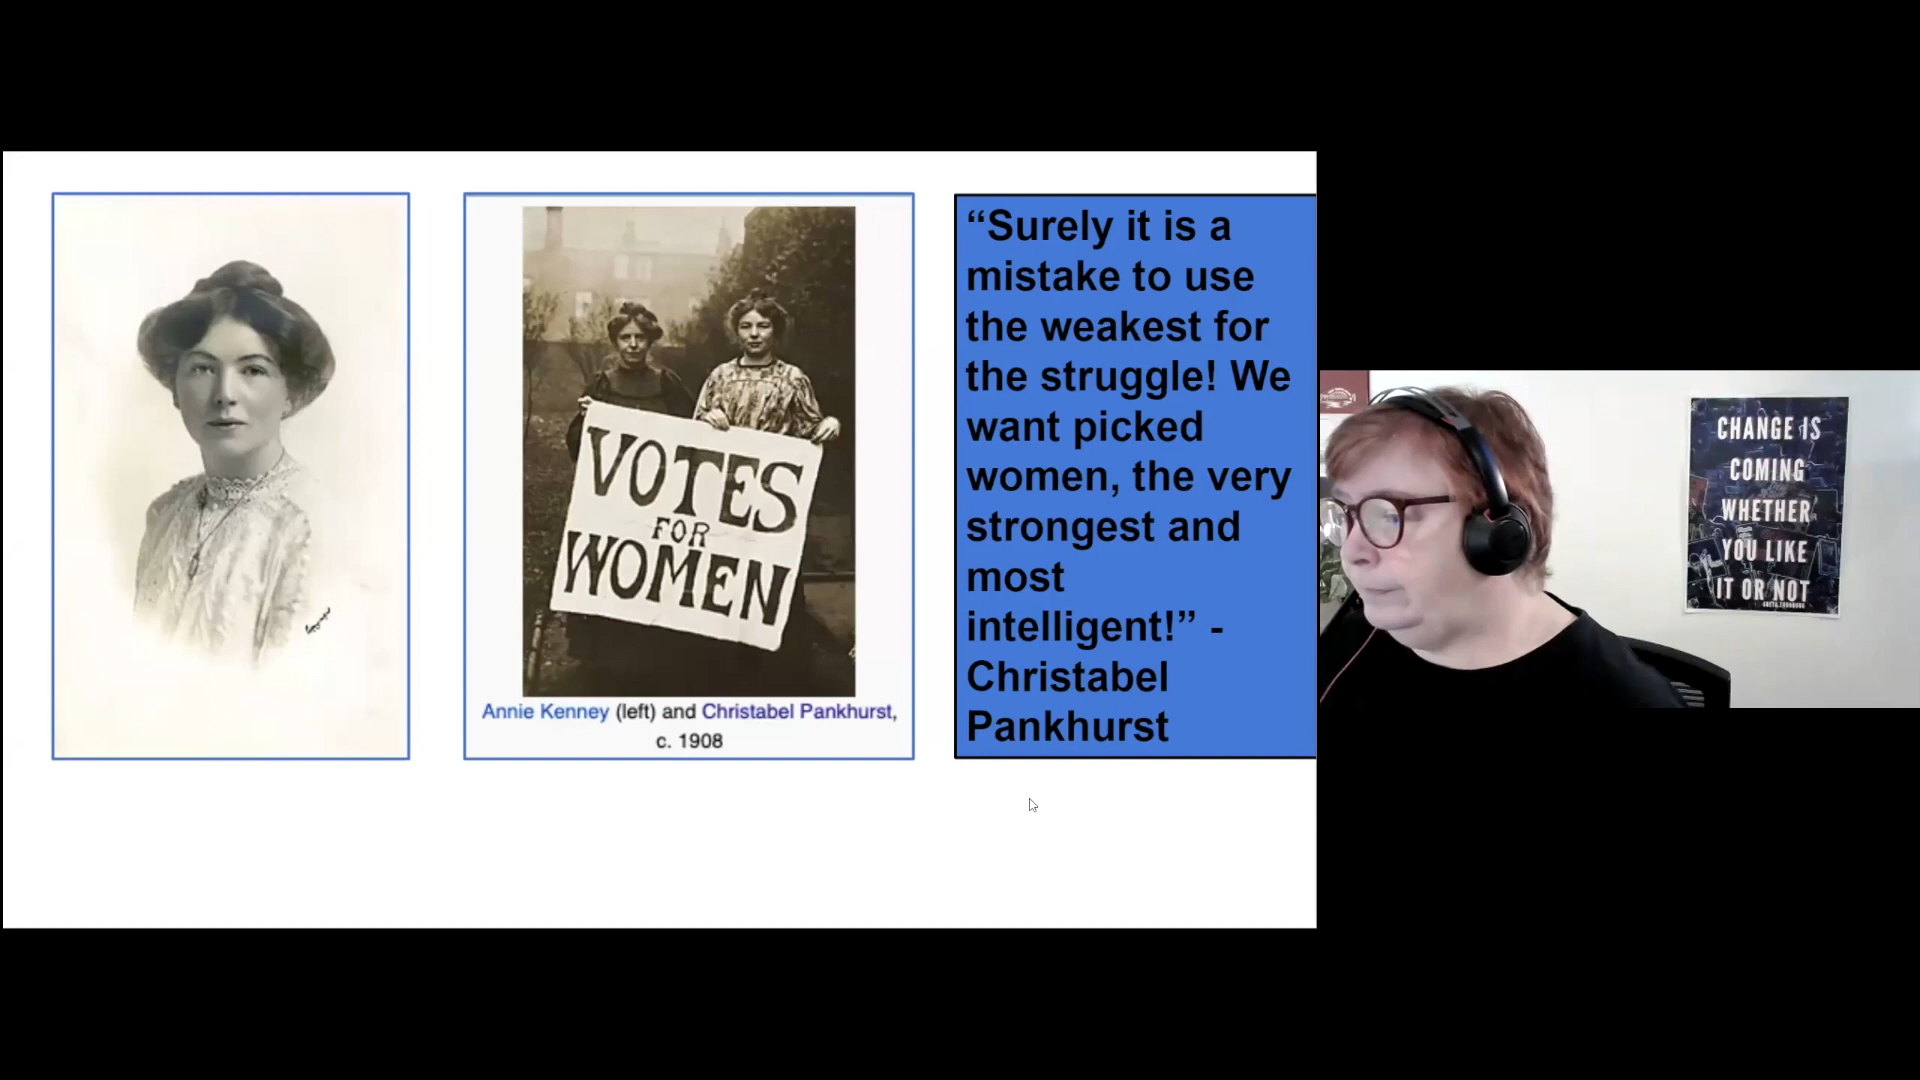 VOTES
FOR
WOMEN
Annie Kenney (left) and Christabel Pankhurst,
c. 1908
“Surely it is a
mistake to use
the weakest for
the struggle! We
want picked
women, the very
strongest and
most
intelligent!” -
Christabel
Pankhurst
CHANGE IS
COMING
WHETHER
YOU LIKE
IT OR NOT
GRETA THUNBERG